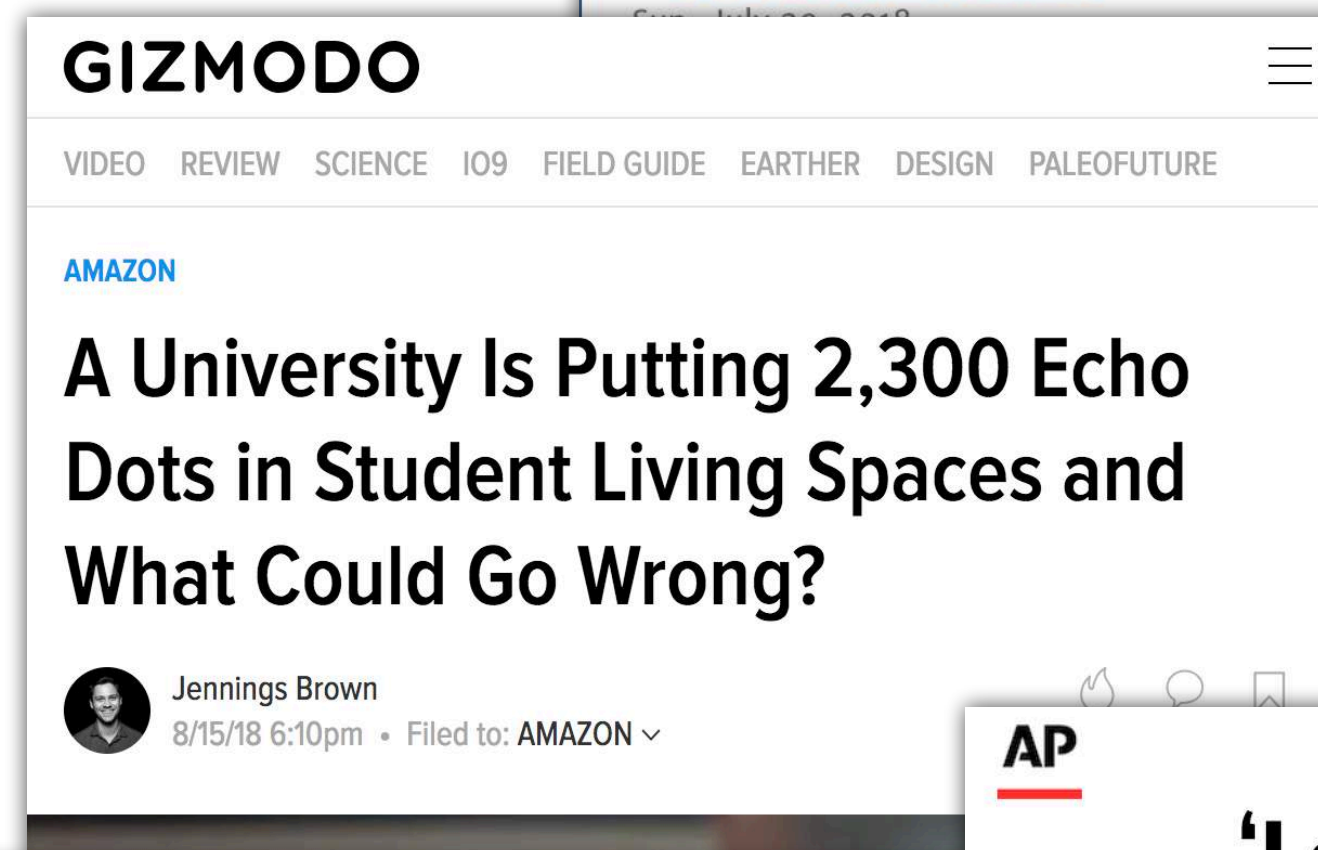 GIZMODO
VIDEO REVIEW SCIENCE IO9 FIELD GUIDE EARTHER DESIGN PALEOFUTURE
AMAZON
A University Is Putting 2,300 Echo
Dots in Student Living Spaces and
What Could Go Wrong?
Jennings Brown
8/15/18 6:10pm • Filed to: AMAZON
AP